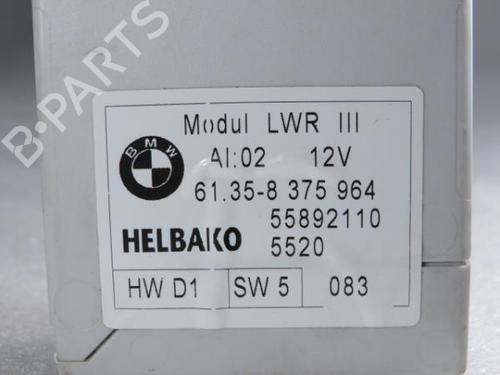 B-PARTS
BMW
Modul LWR III
AI:02 12V
61.35-8 375 964
55892110
HELBAKO 5520
HW D1 SW 5 083